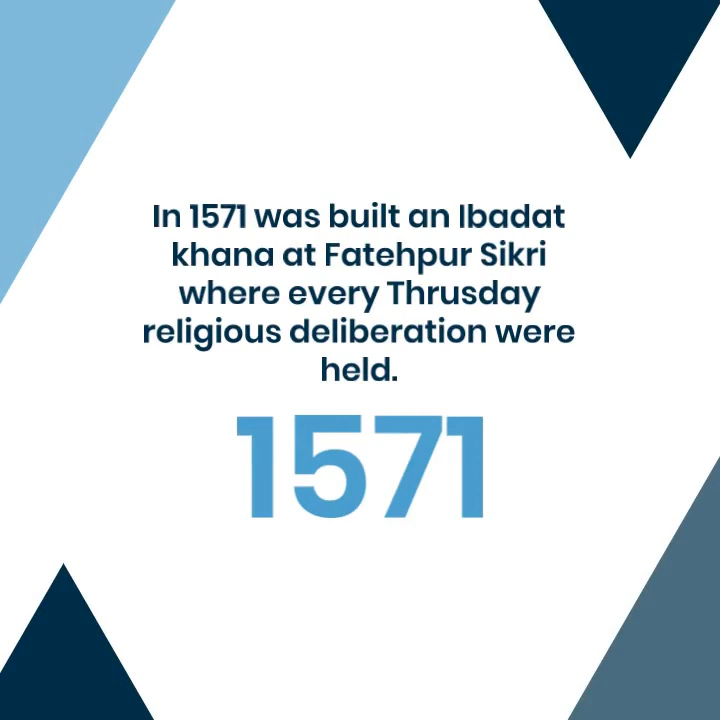 In 1571 was built an Ibadat
khana at Fatehpur Sikri
where every Thrusday
religious deliberation were
held.
1571